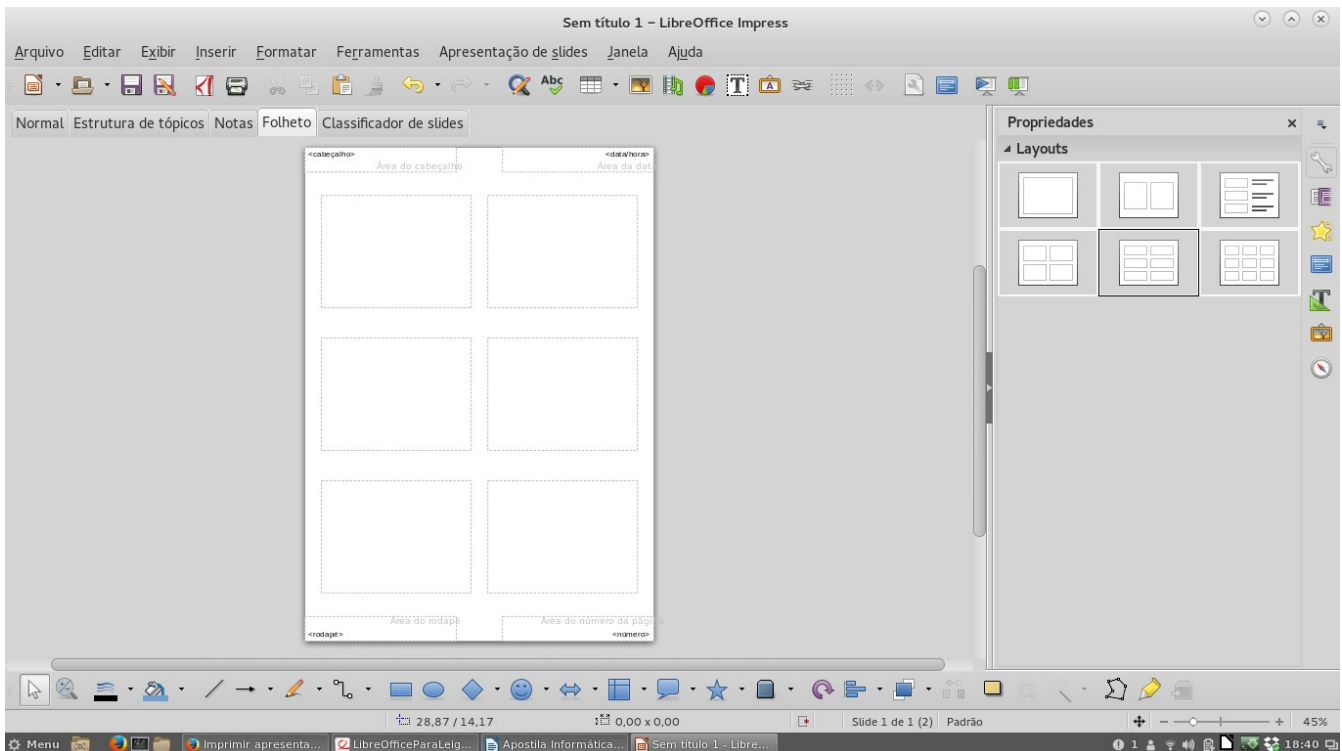 Sem título 1 – LibreOffice Impress
Arquivo Editar Exibir Inserir Formatar Ferramentas Apresentação de slides Janela Ajuda
Abc
T
A
Normal Estrutura de tópicos Notas Folheto Classificador de slides
Propriedades
Layouts
<cabeçalho>
<data/hora>
Área do cabeçalho
Área da data
Área do rodapé
Área do número da página
<rodapé>
<número>
28,87 / 14,17
0,00 x 0,00
Slide 1 de 1 (2)
Padrão
45%
Menu
Imprimir apresenta...
LibreOfficeParaLeig...
Apostila Informática...
Sem título 1 - Libre...
1
18:40